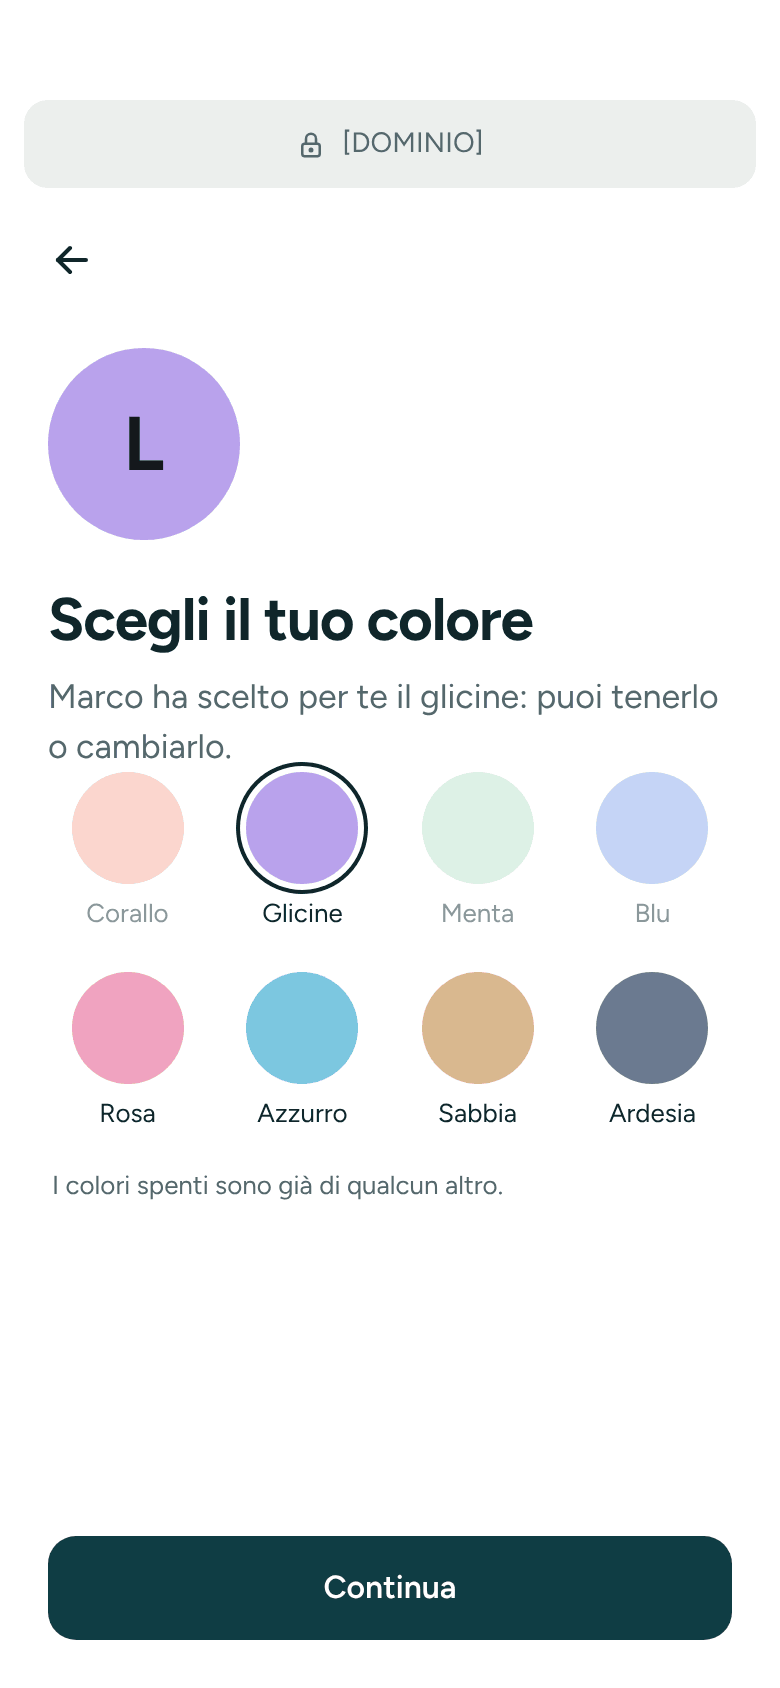 [DOMINIO]
L
Scegli il tuo colore
Marco ha scelto per te il glicine: puoi tenerlo
o cambiarlo.
Corallo Glicine Menta Blu
Rosa Azzurro Sabbia Ardesia
I colori spenti sono già di qualcun altro.
Continua